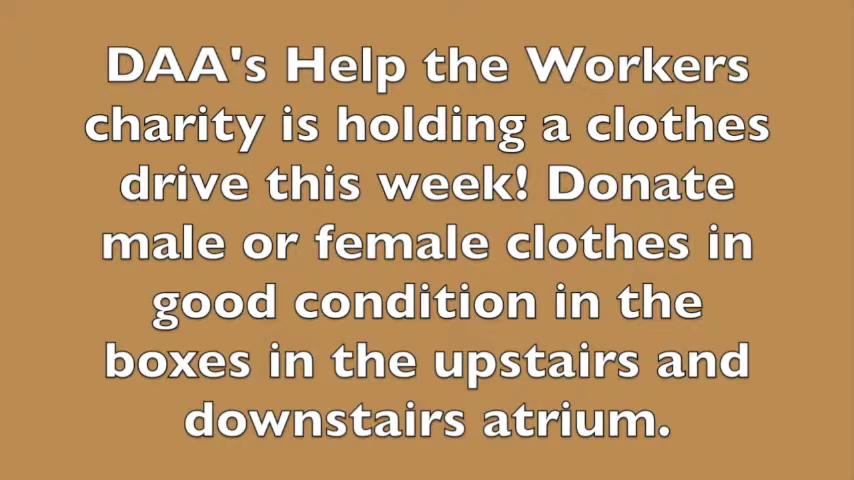 DAA's Help the Workers
charity is holding a clothes
drive this week! Donate
male or female clothes in
good condition in the
boxes in the upstairs and
downstairs atrium.